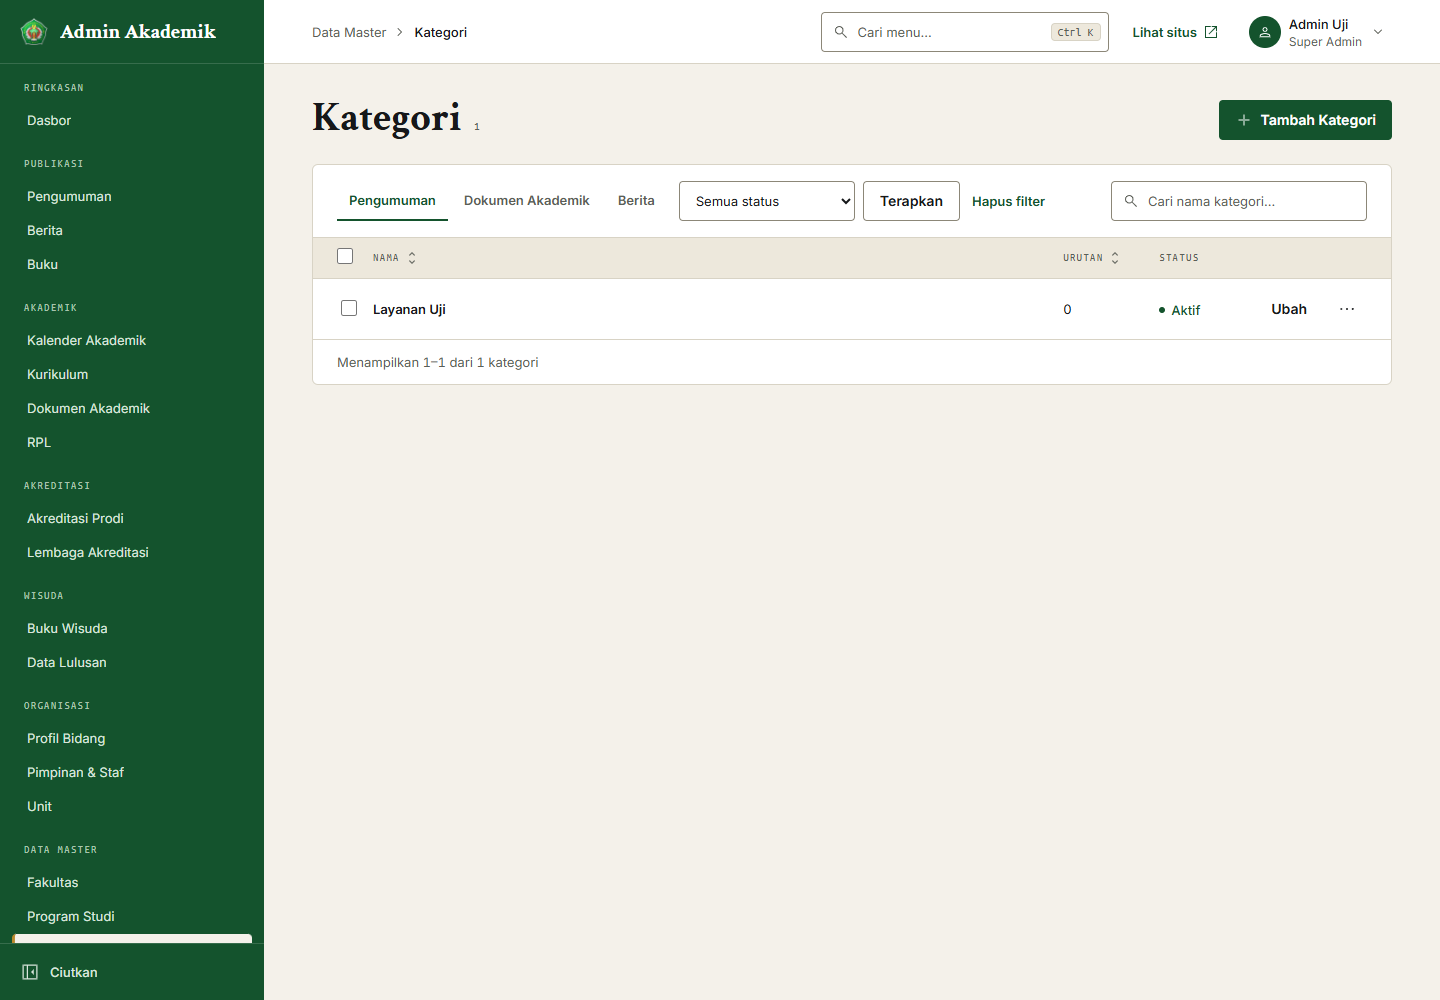 Admin Akademik
RINGKASAN
Dasbor
PUBLIKASI
Pengumuman
Berita
Buku
AKADEMIK
Kalender Akademik
Kurikulum
Dokumen Akademik
RPL
AKREDITASI
Akreditasi Prodi
Lembaga Akreditasi
WISUDA
Buku Wisuda
Data Lulusan
ORGANISASI
Profil Bidang
Pimpinan & Staf
Unit
DATA MASTER
Fakultas
Program Studi
Ciutkan
Data Master > Kategori
Cari menu... Ctrl K
Lihat situs
Admin Uji
Super Admin
Kategori 1
+ Tambah Kategori
Pengumuman Dokumen Akademik Berita Semua status Terapkan Hapus filter Cari nama kategori...
NAMA URUTAN STATUS
Layanan Uji 0 Aktif Ubah ...
Menampilkan 1–1 dari 1 kategori